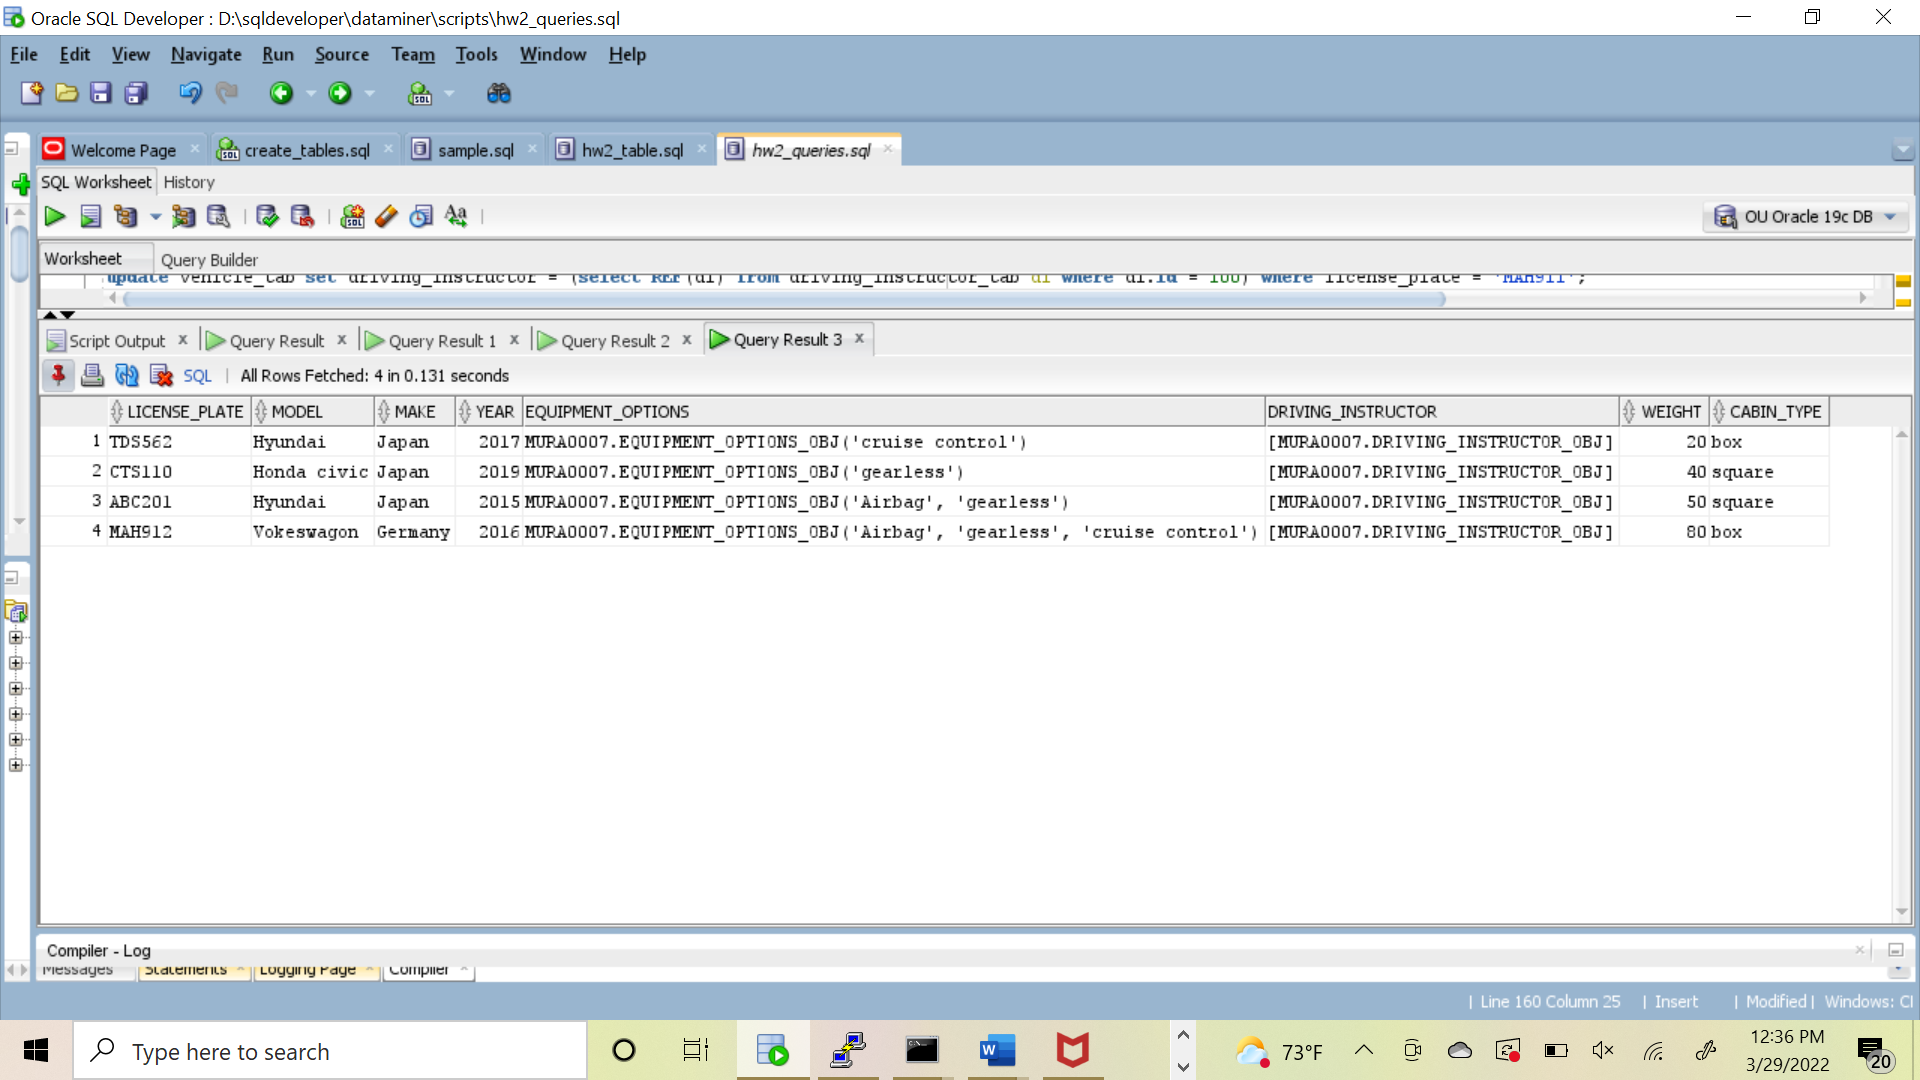 Oracle SQL Developer : D:\sqldeveloper\dataminer\scripts\hw2_queries.sql
File Edit View Navigate Run Source Team Tools Window Help
Welcome Page create_tables.sql sample.sql hw2_table.sql hw2_queries.sql
SQL Worksheet History
OU Oracle 19c DB
Worksheet Query Builder
update vehicle_tab set driving_instructor = (select REF(di) from driving_instructor_tab di where di.id = 100) where license_plate = 'MAH911';
Script Output Query Result Query Result 1 Query Result 2 Query Result 3
SQL | All Rows Fetched: 4 in 0.131 seconds
LICENSE_PLATE MODEL MAKE YEAR EQUIPMENT_OPTIONS DRIVING_INSTRUCTOR WEIGHT CABIN_TYPE
1 TDS562 Hyundai Japan 2017 MURA0007.EQUIPMENT_OPTIONS_OBJ('cruise control') [MURA0007.DRIVING_INSTRUCTOR_OBJ] 20 box
2 CTS110 Honda civic Japan 2019 MURA0007.EQUIPMENT_OPTIONS_OBJ('gearless') [MURA0007.DRIVING_INSTRUCTOR_OBJ] 40 square
3 ABC201 Hyundai Japan 2015 MURA0007.EQUIPMENT_OPTIONS_OBJ('Airbag', 'gearless') [MURA0007.DRIVING_INSTRUCTOR_OBJ] 50 square
4 MAH912 Vokeswagon Germany 2016 MURA0007.EQUIPMENT_OPTIONS_OBJ('Airbag', 'gearless', 'cruise control') [MURA0007.DRIVING_INSTRUCTOR_OBJ] 80 box
Compiler - Log
Messages Statements Logging Page Compiler
| Line 160 Column 25 | Insert | Modified | Windows: CI
Type here to search
73°F
12:36 PM
3/29/2022
20